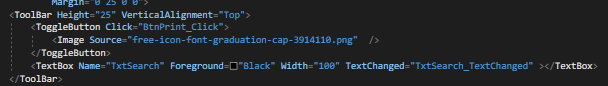 Margin="0 25 0 0"
<ToolBar Height="25" VerticalAlignment="Top">
<ToggleButton Click="BtnPrint_Click">
<Image Source="free-icon-font-graduation-cap-3914110.png"  />
</ToggleButton>
<TextBox Name="TxtSearch" Foreground="Black" Width="100" TextChanged="TxtSearch_TextChanged" ></TextBox>
</ToolBar>